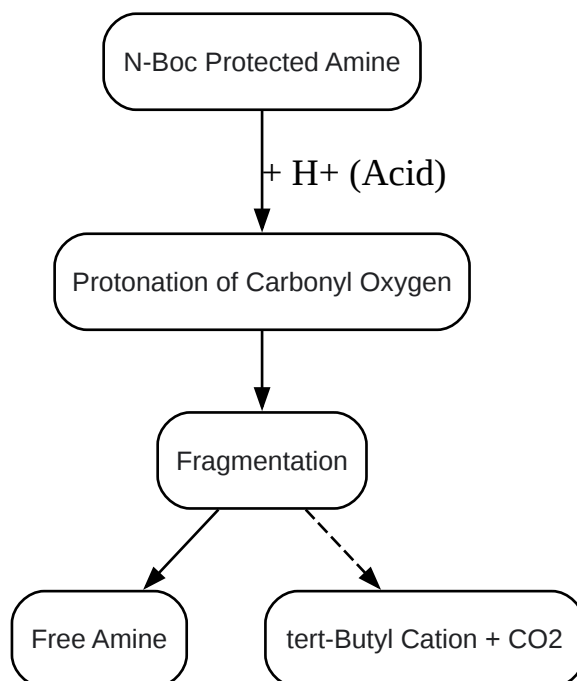 N-Boc Protected Amine
+ H+ (Acid)
Protonation of Carbonyl Oxygen
Fragmentation
Free Amine
tert-Butyl Cation + CO2